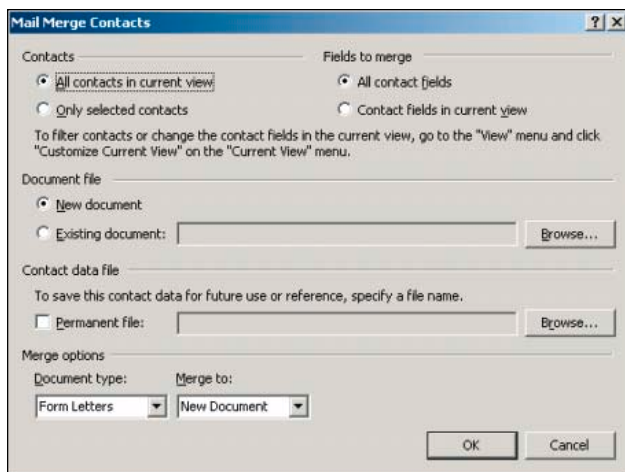 Mail Merge Contacts
Contacts
All contacts in current view
Only selected contacts
Fields to merge
All contact fields
Contact fields in current view
To filter contacts or change the contact fields in the current view, go to the "View" menu and click
"Customize Current View" on the "Current View" menu.
Document file
New document
Existing document:
Browse...
Contact data file
To save this contact data for future use or reference, specify a file name.
Permanent file:
Browse...
Merge options
Document type:
Merge to:
Form Letters
New Document
OK
Cancel